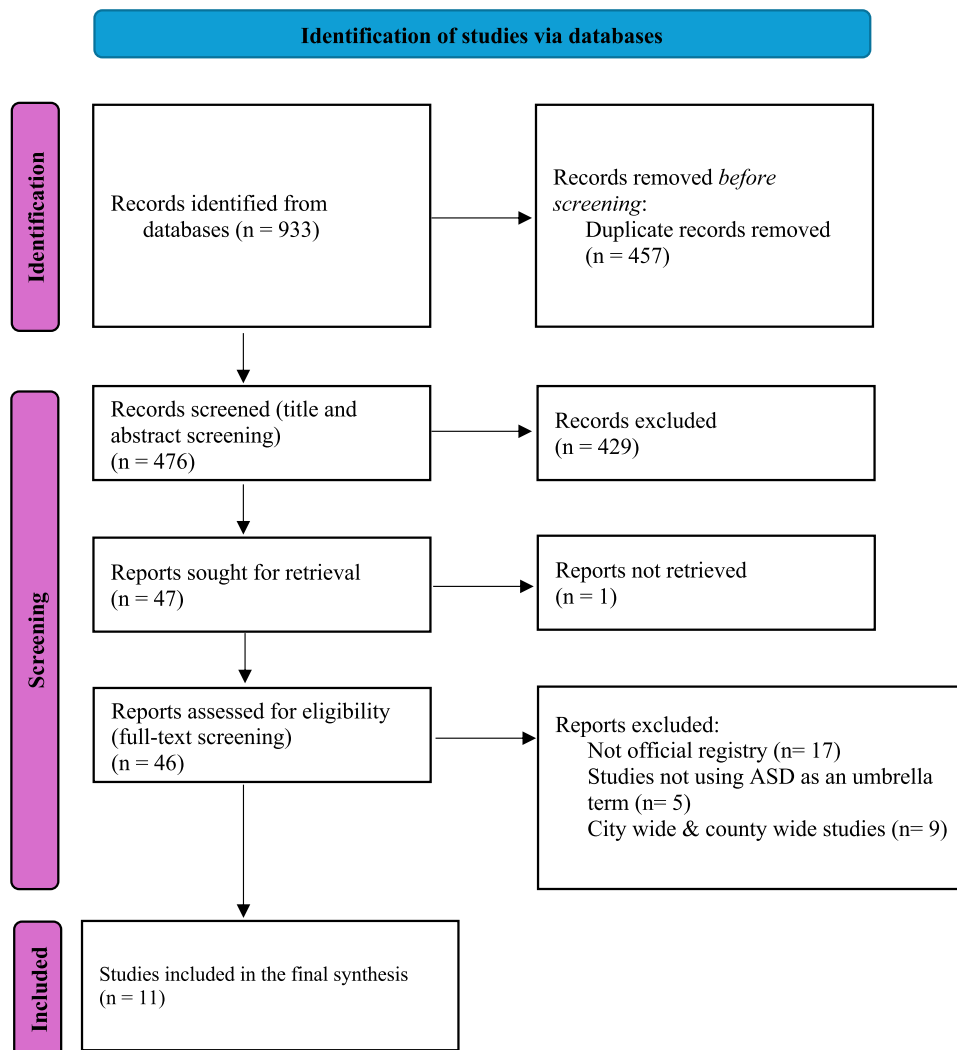 Identification of studies via databases
Identification
Records identified from
databases (n = 933)
Records removed before
screening:
Duplicate records removed
(n = 457)
Screening
Records screened (title and
abstract screening)
(n = 476)
Records excluded
(n = 429)
Reports sought for retrieval
(n = 47)
Reports not retrieved
(n = 1)
Reports assessed for eligibility
(full-text screening)
(n = 46)
Reports excluded:
Not official registry (n= 17)
Studies not using ASD as an umbrella
term (n= 5)
City wide & county wide studies (n= 9)
Included
Studies included in the final synthesis
(n = 11)